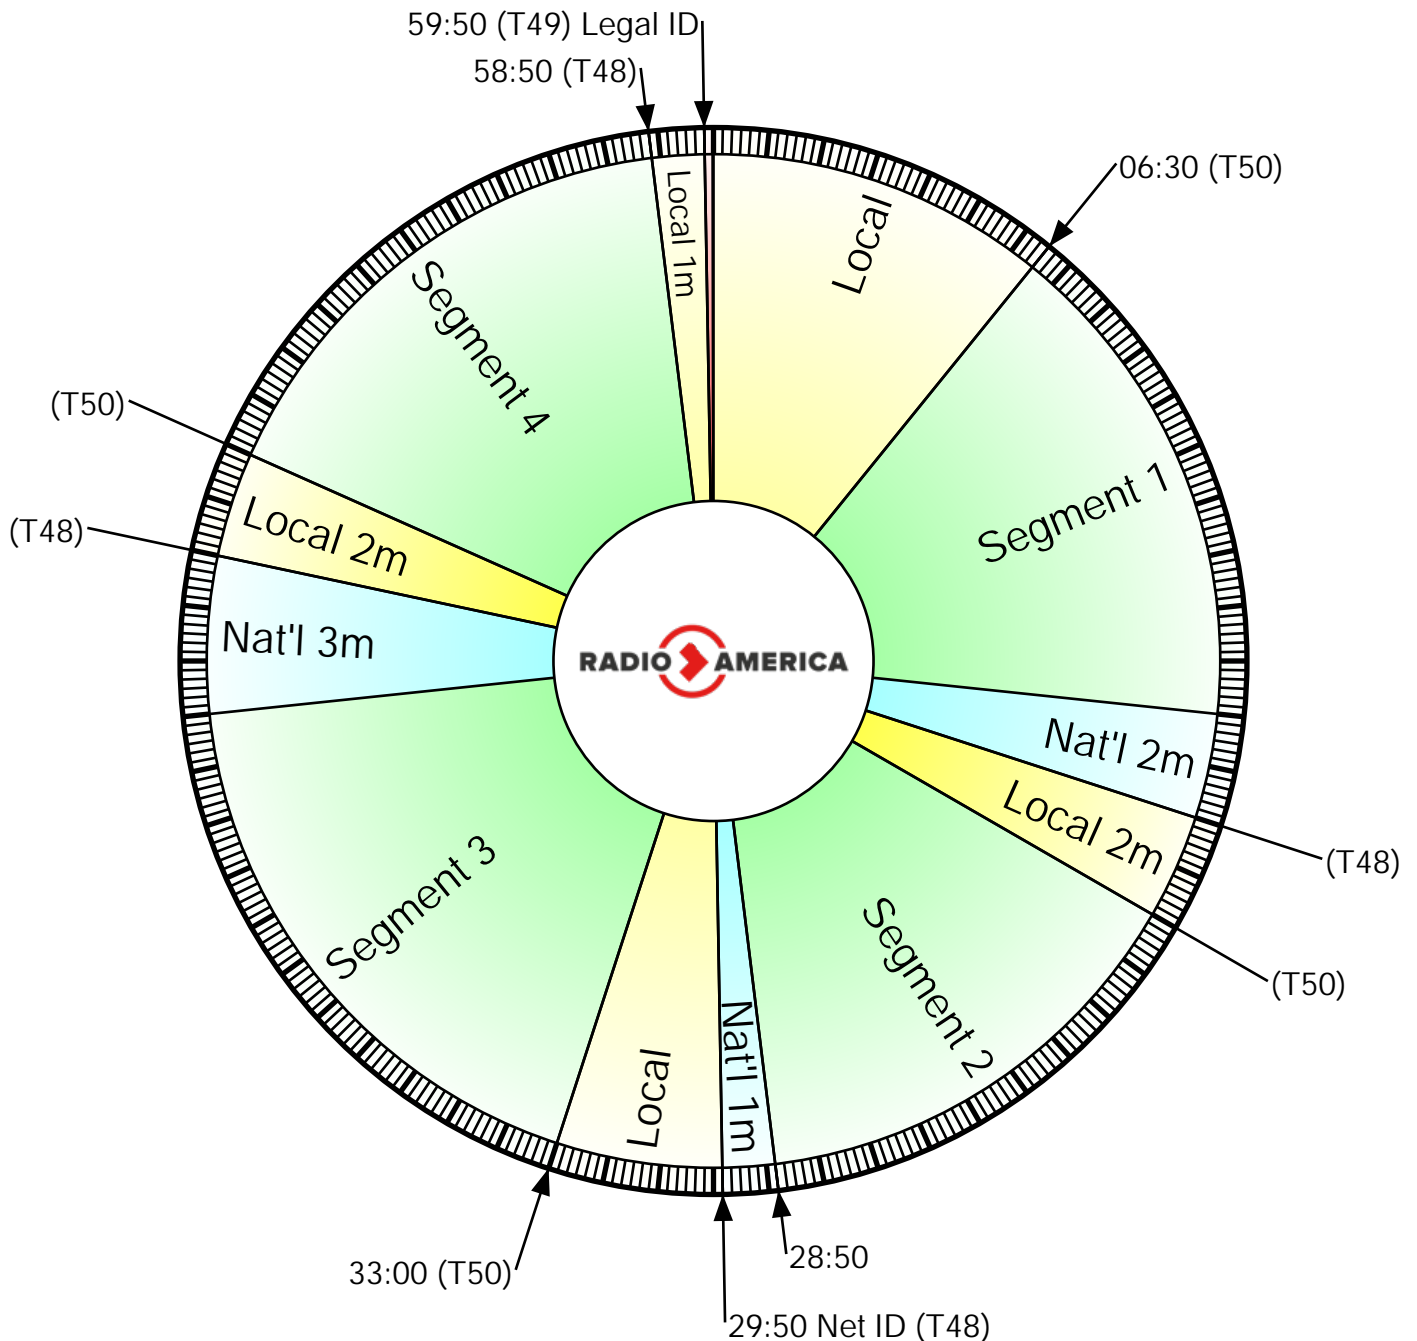 59:50 (T49) Legal ID
58:50 (T48)
06:30 (T50)
Local 1m
Local
Segment 4
Segment 1
(T50)
(T48)
Local 2m
Nat'l 3m
RADIO AMERICA
Nat'l 2m
Local 2m
(T48)
(T50)
Segment 3
Segment 2
Local
Nat'l 1m
33:00 (T50)
28:50
29:50 Net ID (T48)